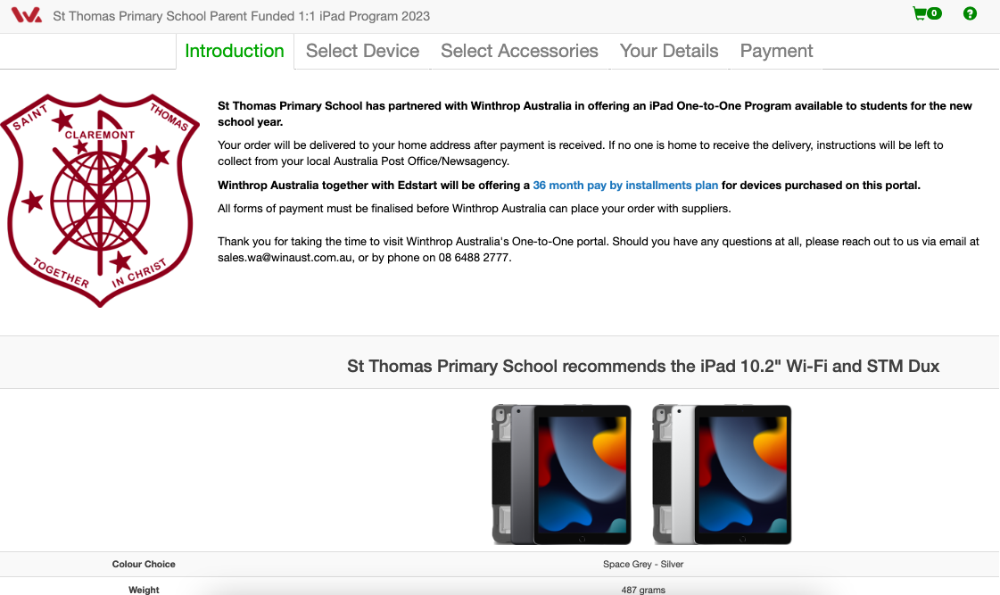 St Thomas Primary School Parent Funded 1:1 iPad Program 2023
0
?
Introduction
Select Device
Select Accessories
Your Details
Payment
SAINT
THOMAS
CLAREMONT
TOGETHER
IN CHRIST
St Thomas Primary School has partnered with Winthrop Australia in offering an iPad One-to-One Program available to students for the new
school year.
Your order will be delivered to your home address after payment is received. If no one is home to receive the delivery, instructions will be left to
collect from your local Australia Post Office/Newsagency.
Winthrop Australia together with Edstart will be offering a 36 month pay by installments plan for devices purchased on this portal.
All forms of payment must be finalised before Winthrop Australia can place your order with suppliers.
Thank you for taking the time to visit Winthrop Australia's One-to-One portal. Should you have any questions at all, please reach out to us via email at
sales.wa@winaust.com.au, or by phone on 08 6488 2777.
St Thomas Primary School recommends the iPad 10.2" Wi-Fi and STM Dux
Colour Choice
Space Grey - Silver
Weight
487 grams